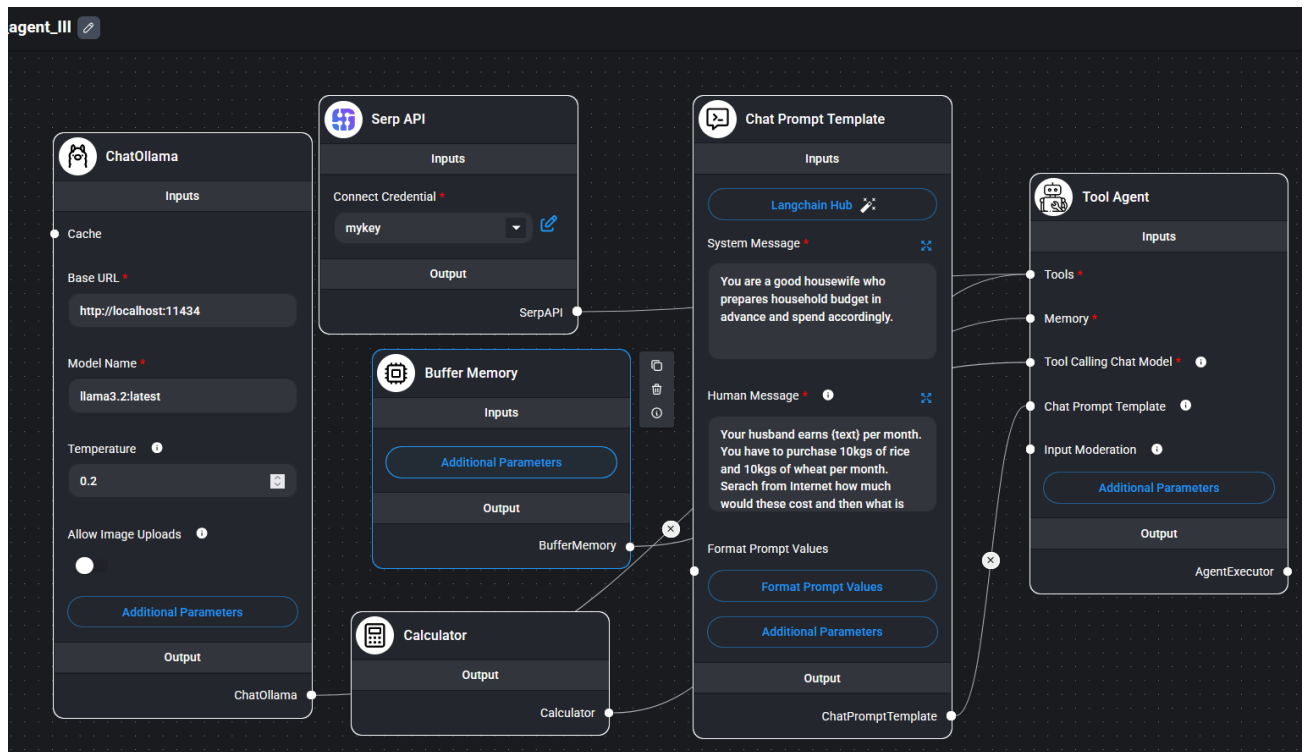 agent_III
ChatOllama
Inputs
Cache
Base URL *
http://localhost:11434
Model Name *
llama3.2:latest
Temperature
0.2
Allow Image Uploads
Additional Parameters
Output
ChatOllama
Serp API
Inputs
Connect Credential *
mykey
Output
SerpAPI
Buffer Memory
Inputs
Additional Parameters
Output
BufferMemory
Calculator
Output
Calculator
Chat Prompt Template
Inputs
Langchain Hub
System Message *
You are a good housewife who
prepares household budget in
advance and spend accordingly.
Human Message *
Your husband earns {text} per month.
You have to purchase 10kgs of rice
and 10kgs of wheat per month.
Serach from Internet how much
would these cost and then what is
Format Prompt Values
Format Prompt Values
Additional Parameters
Output
ChatPromptTemplate
Tool Agent
Inputs
Tools *
Memory *
Tool Calling Chat Model *
Chat Prompt Template
Input Moderation
Additional Parameters
Output
AgentExecutor